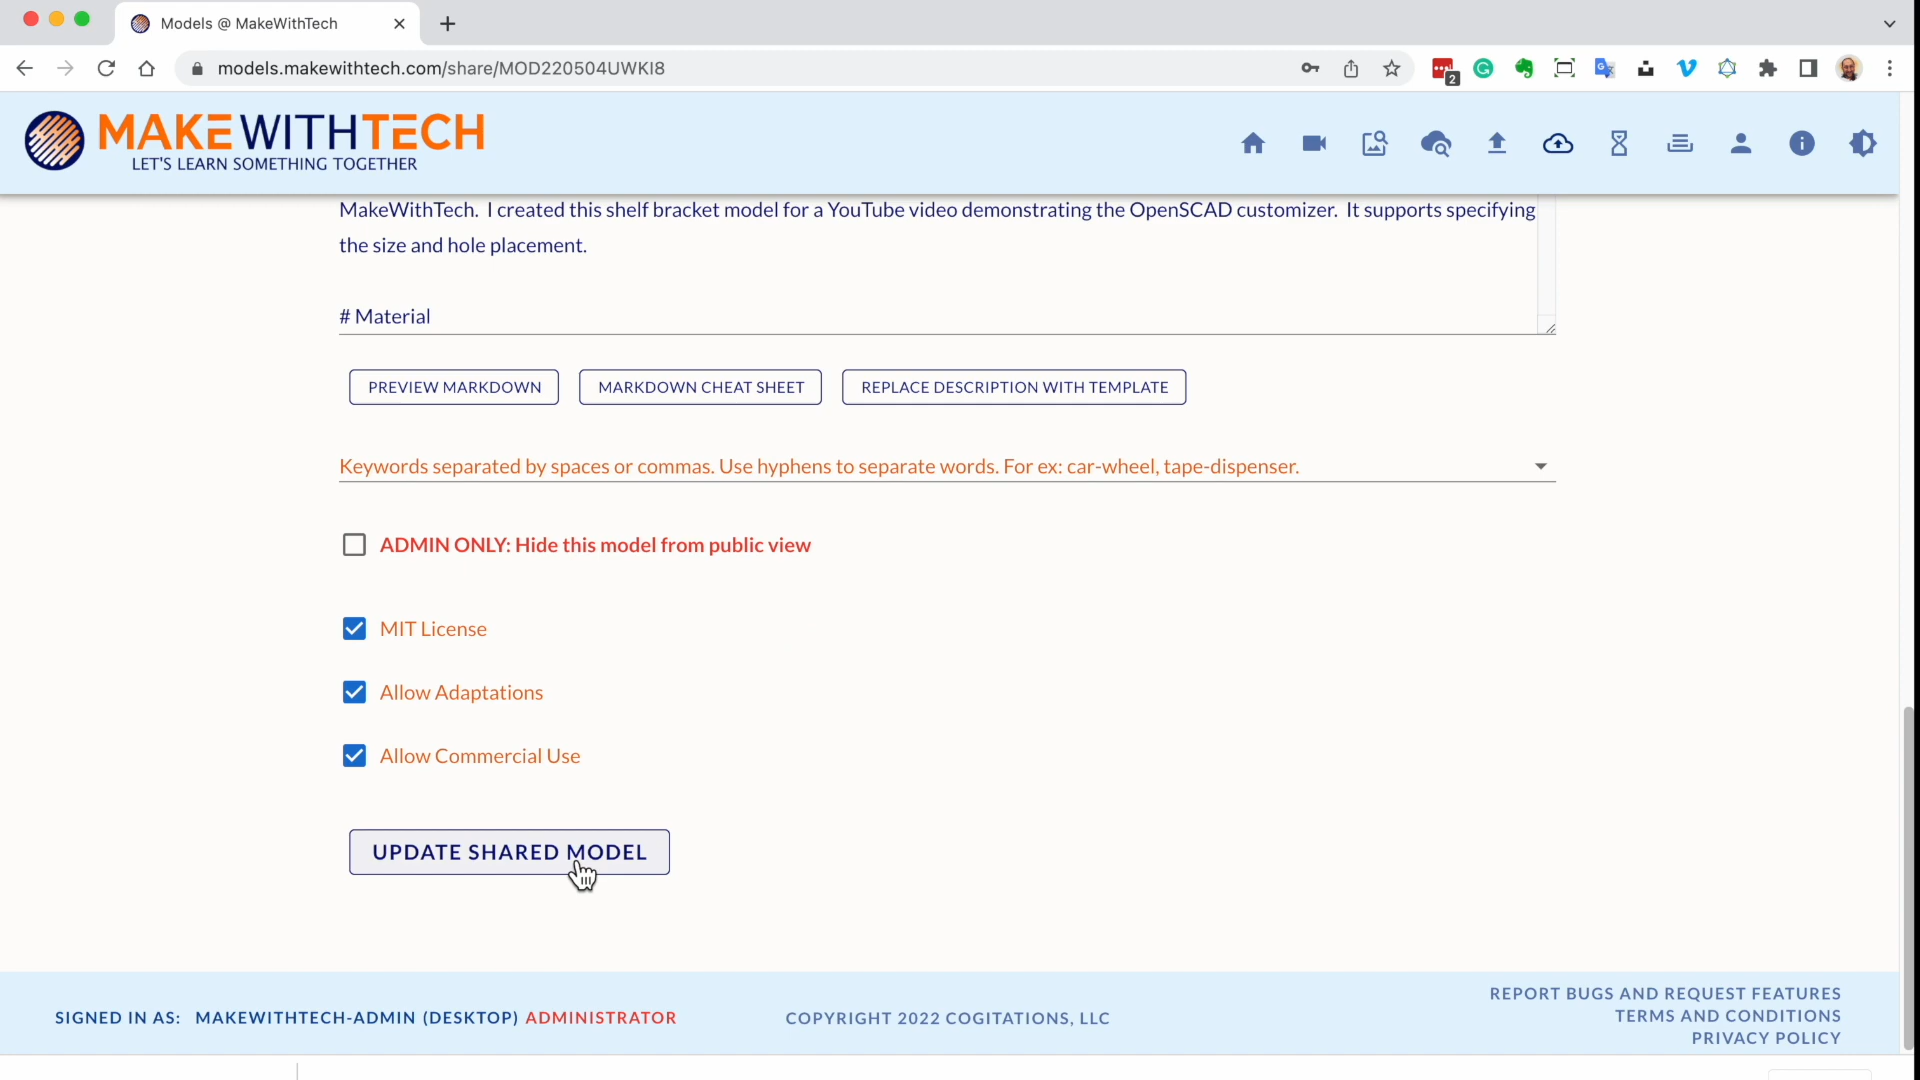 Models @ MakeWithTech
models.makewithtech.com/share/MOD220504UWKI8
2
MAKEWITHTECH
LET'S LEARN SOMETHING TOGETHER
MakeWithTech.  I created this shelf bracket model for a YouTube video demonstrating the OpenSCAD customizer.  It supports specifying
the size and hole placement.
# Material
PREVIEW MARKDOWN
MARKDOWN CHEAT SHEET
REPLACE DESCRIPTION WITH TEMPLATE
Keywords separated by spaces or commas. Use hyphens to separate words. For ex: car-wheel, tape-dispenser.
ADMIN ONLY: Hide this model from public view
MIT License
Allow Adaptations
Allow Commercial Use
UPDATE SHARED MODEL
SIGNED IN AS:  MAKEWITHTECH-ADMIN (DESKTOP) ADMINISTRATOR
COPYRIGHT 2022 COGITATIONS, LLC
REPORT BUGS AND REQUEST FEATURES
TERMS AND CONDITIONS
PRIVACY POLICY